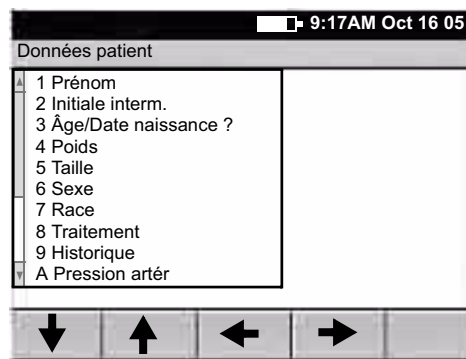 9:17AM Oct 16 05
Données patient
1 Prénom
2 Initiale interm.
3 Âge/Date naissance ?
4 Poids
5 Taille
6 Sexe
7 Race
8 Traitement
9 Historique
A Pression artér